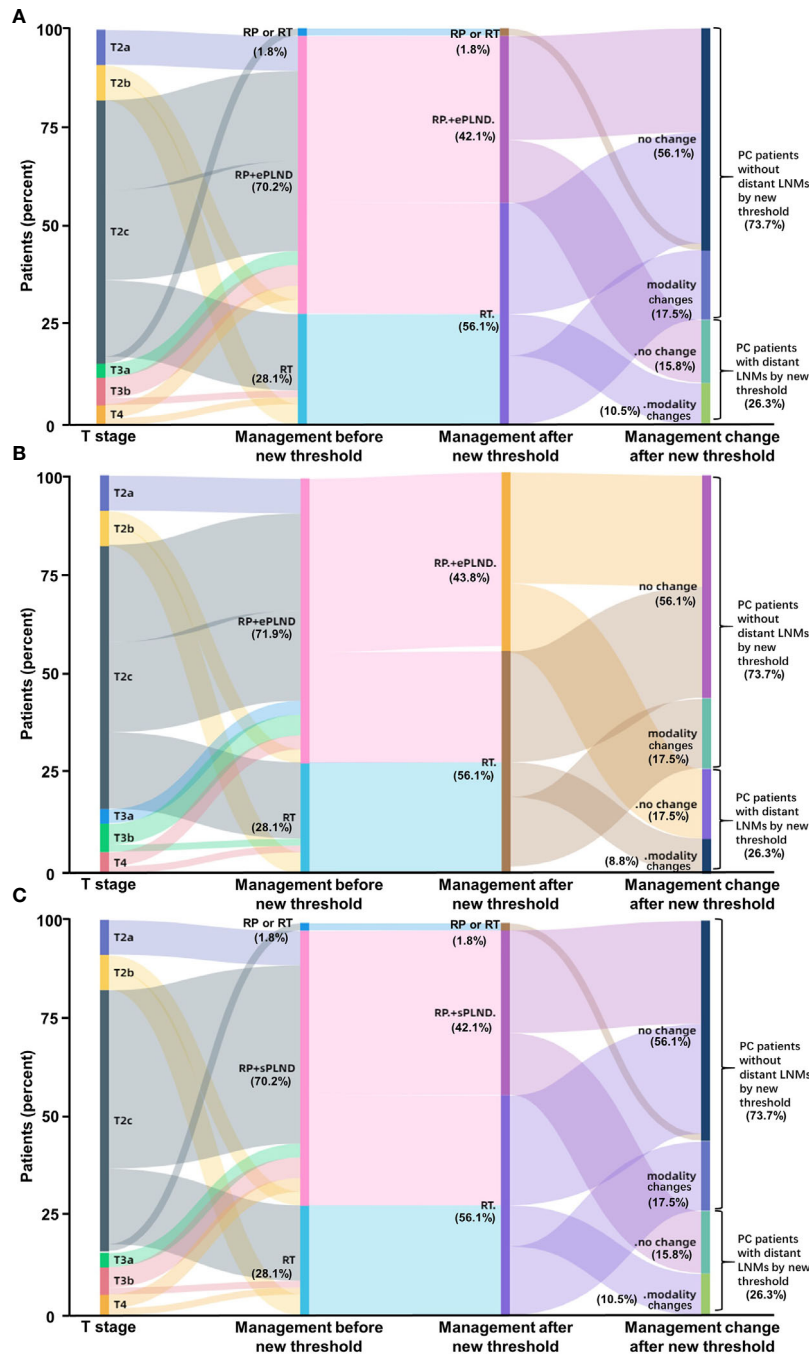 A
Patients (percent)
100
75
50
25
0
T2a
T2b
T2c
T3a
T3b
T4
RP or RT
(1.8%)
RP+ePLND
(70.2%)
RT
(28.1%)
RP or RT
(1.8%)
RP.+ePLND.
(42.1%)
RT.
(56.1%)
no change
(56.1%)
modality
changes
(17.5%)
.no change
(15.8%)
(10.5%) .modality
changes
PC patients
without
distant LNMs
by new
threshold
(73.7%)
PC patients
with distant
LNMs by new
threshold
(26.3%)
T stage
Management before
new threshold
Management after
new threshold
Management change
after new threshold
B
Patients (percent)
100
75
50
25
0
T2a
T2b
T2c
T3a
T3b
T4
RP+ePLND
(71.9%)
RT
(28.1%)
RP.+ePLND.
(43.8%)
RT.
(56.1%)
no change
(56.1%)
modality
changes
(17.5%)
.no change
(17.5%)
(8.8%) .modality
changes
PC patients
without
distant LNMs
by new
threshold
(73.7%)
PC patients
with distant
LNMs by new
threshold
(26.3%)
T stage
Management before
new threshold
Management after
new threshold
Management change
after new threshold
C
Patients (percent)
100
75
50
25
0
T2a
T2b
T2c
T3a
T3b
T4
RP or RT
(1.8%)
RP+sPLND
(70.2%)
RT
(28.1%)
RP or RT
(1.8%)
RP.+sPLND.
(42.1%)
RT.
(56.1%)
no change
(56.1%)
modality
changes
(17.5%)
.no change
(15.8%)
(10.5%) .modality
changes
PC patients
without
distant LNMs
by new
threshold
(73.7%)
PC patients
with distant
LNMs by new
threshold
(26.3%)
T stage
Management before
new threshold
Management after
new threshold
Management change
after new threshold